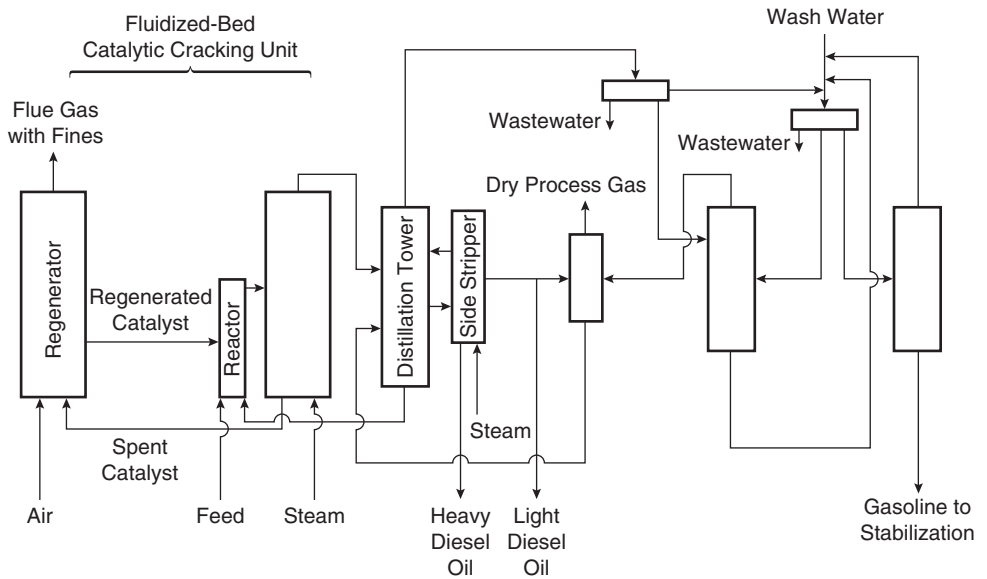 Fluidized-Bed
Catalytic Cracking Unit
Wash Water
Flue Gas
with Fines
Wastewater
Wastewater
Dry Process Gas
Regenerator
Regenerated
Catalyst
Reactor
Distillation Tower
Side Stripper
Steam
Spent
Catalyst
Air
Feed
Steam
Heavy
Diesel
Oil
Light
Diesel
Oil
Gasoline to
Stabilization